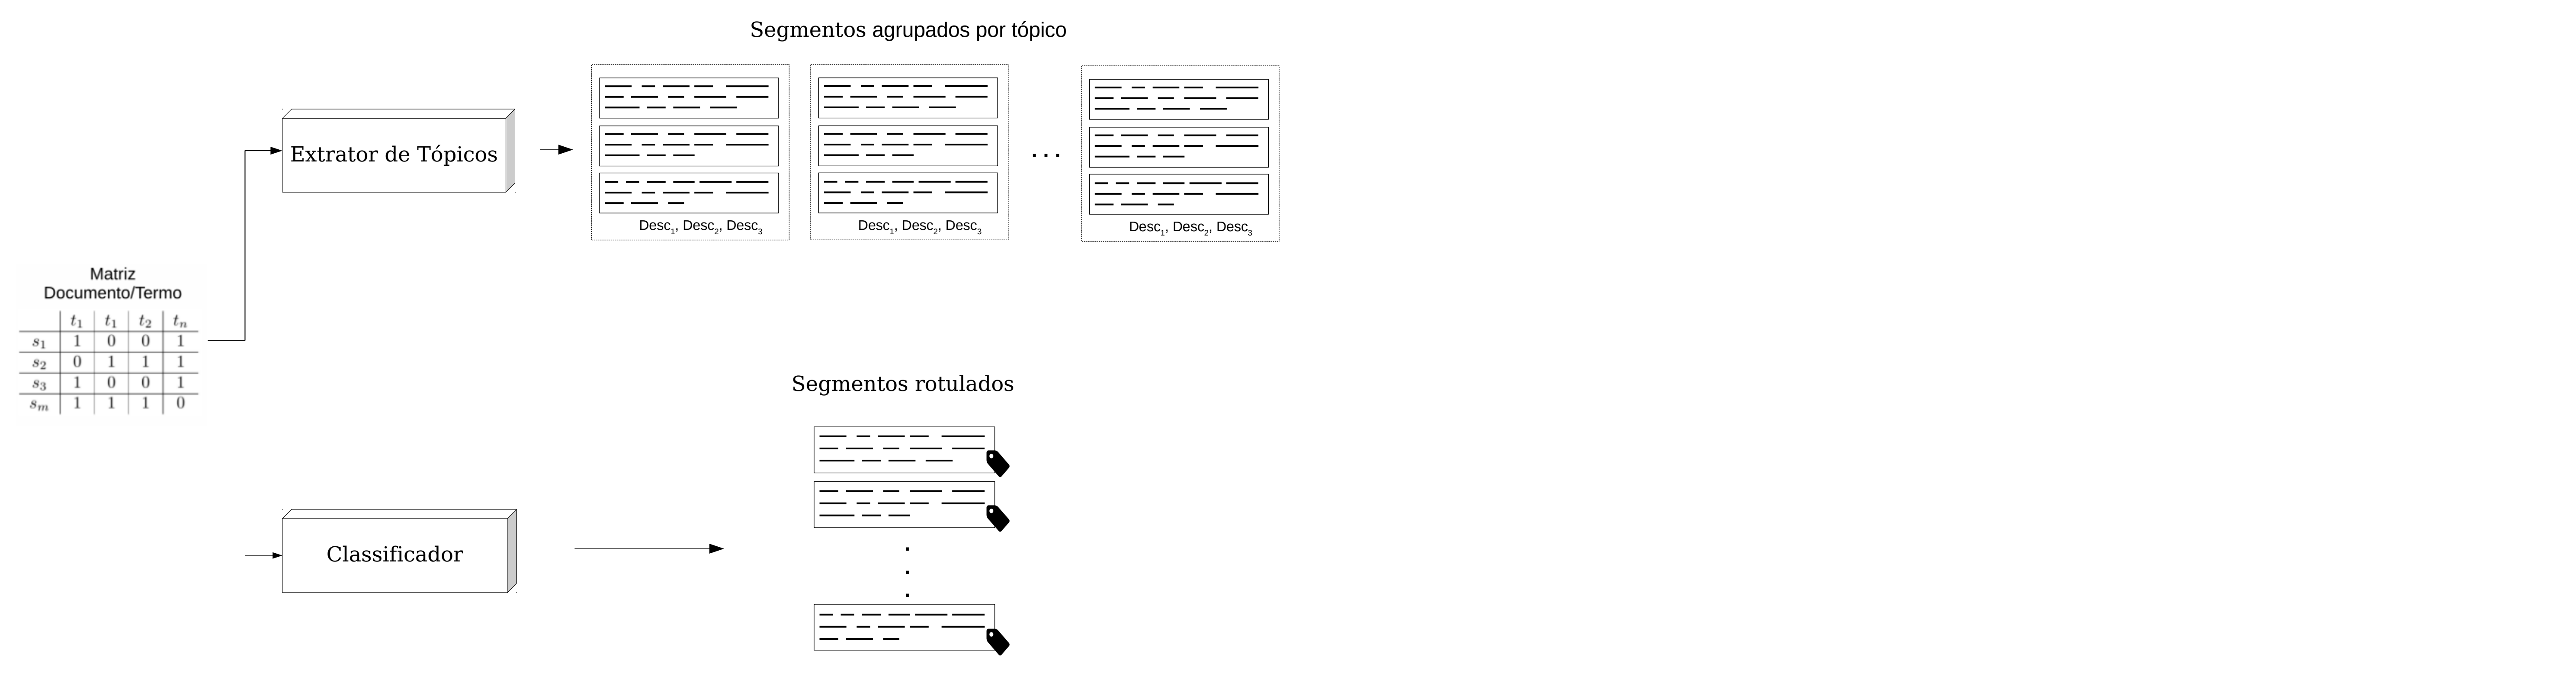 Segmentos agrupados por tópico
Extrator de Tópicos
. . .
Desc1, Desc2, Desc3
Desc1, Desc2, Desc3
Desc1, Desc2, Desc3
Matriz
Documento/Termo
t1 t1 t2 tn
s1 1 0 0 1
s2 0 1 1 1
s3 1 0 0 1
sm 1 1 1 0
Segmentos rotulados
Classificador
.
.
.